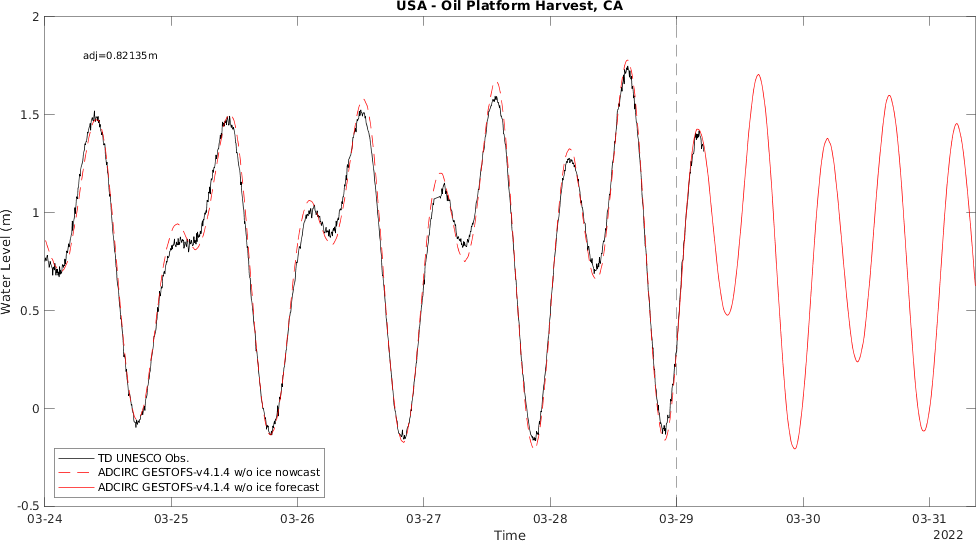 USA - Oil Platform Harvest, CA
2
adj=0.82135m
1.5
1
Water Level (m)
0.5
0
TD UNESCO Obs.
ADCIRC GESTOFS-v4.1.4 w/o ice nowcast
ADCIRC GESTOFS-v4.1.4 w/o ice forecast
-0.5
03-24 03-25 03-26 03-27 03-28 03-29 03-30 03-31
Time 2022